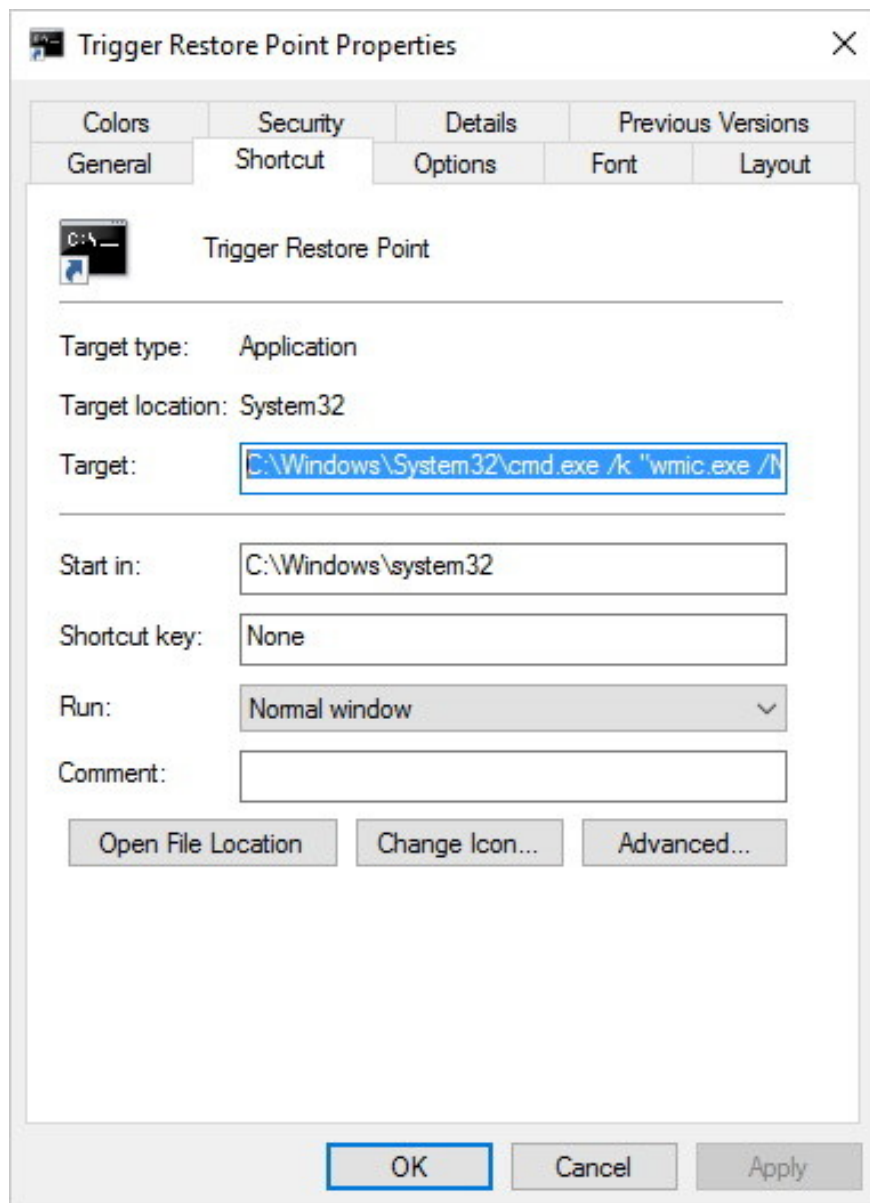 Trigger Restore Point Properties
Colors Security Details Previous Versions
General Shortcut Options Font Layout
C:\
Trigger Restore Point
Target type: Application
Target location: System32
Target: C:\Windows\System32\cmd.exe /k "wmic.exe /N
Start in: C:\Windows\system32
Shortcut key: None
Run: Normal window
Comment:
Open File Location Change Icon... Advanced...
OK Cancel Apply